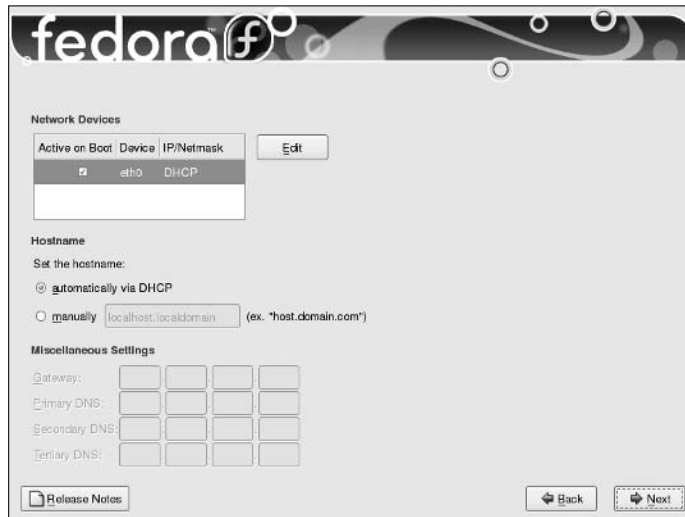 fedora
Network Devices
Active on Boot Device IP/Netmask
eth0 DHCP
Edit
Hostname
Set the hostname:
automatically via DHCP
manually localhost.localdomain (ex. "host.domain.com")
Miscellaneous Settings
Gateway:
Primary DNS:
Secondary DNS:
Tertiary DNS:
Release Notes
Back
Next